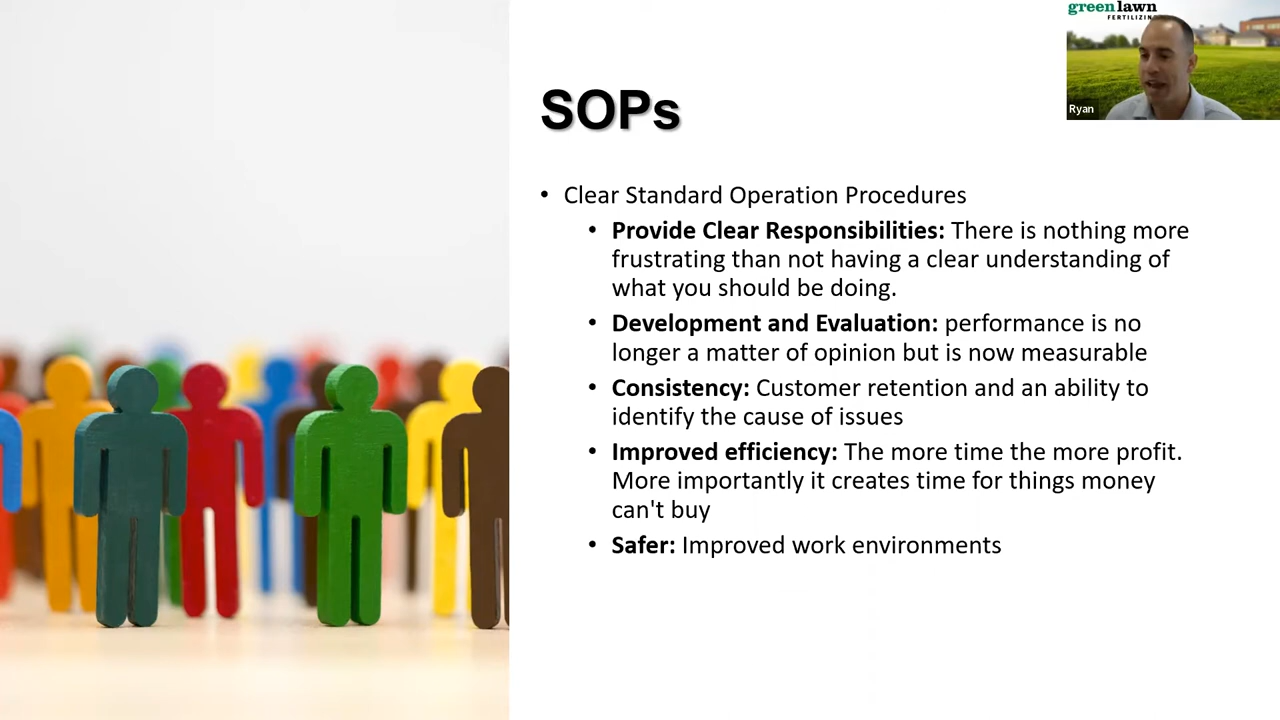 green lawn
FERTILIZIN
Ryan
SOPs
• Clear Standard Operation Procedures
• Provide Clear Responsibilities: There is nothing more
frustrating than not having a clear understanding of
what you should be doing.
• Development and Evaluation: performance is no
longer a matter of opinion but is now measurable
• Consistency: Customer retention and an ability to
identify the cause of issues
• Improved efficiency: The more time the more profit.
More importantly it creates time for things money
can't buy
• Safer: Improved work environments